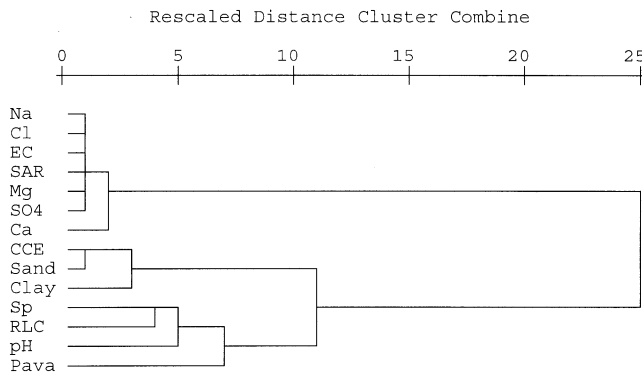 Rescaled Distance Cluster Combine
0 5 10 15 20 25
Na
Cl
EC
SAR
Mg
SO4
Ca
CCE
Sand
Clay
Sp
RLC
pH
Pava